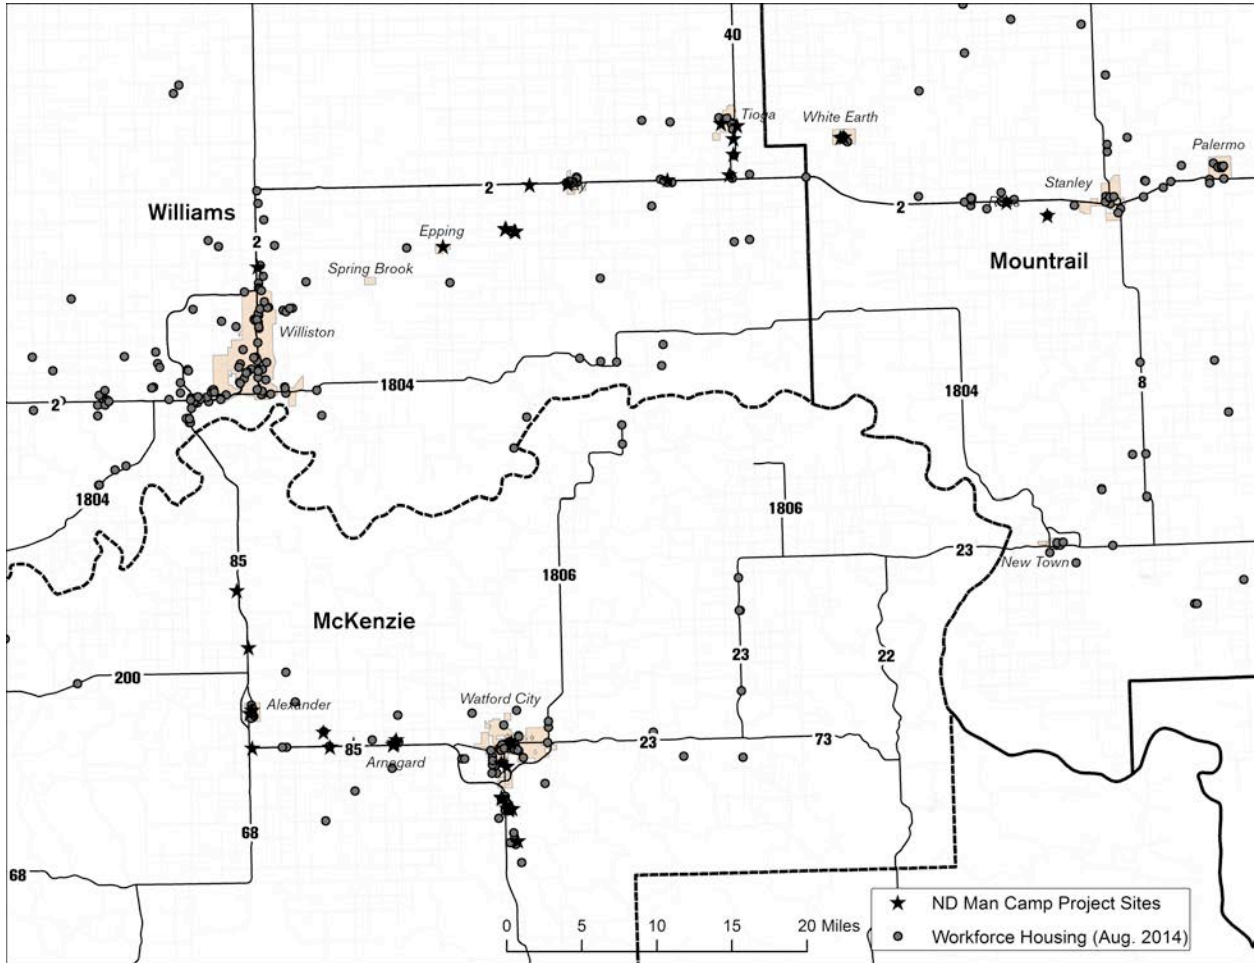 40
Tioga
White Earth
Palermo
2
Stanley
2
Williams
2
Epping
Mountrail
Spring Brook
Williston
1804
1804
8
2
1804
1806
85
23
1806
New Town
McKenzie
23
22
200
Alexander
Watford City
85
23
73
Arnegard
68
68
0 5 10 15 20 Miles
ND Man Camp Project Sites
Workforce Housing (Aug. 2014)